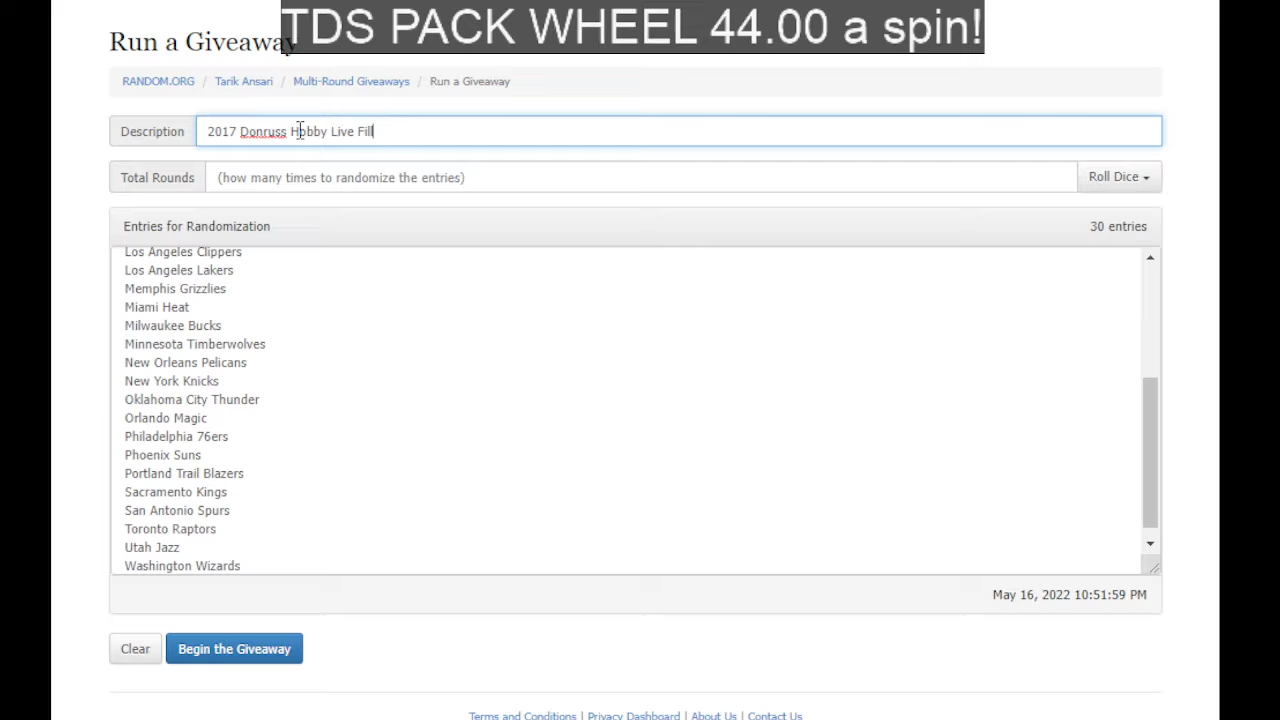 TDS PACK WHEEL 44.00 a spin!
Run a Giveaway
RANDOM.ORG / Tarik Ansari / Multi-Round Giveaways / Run a Giveaway
Description 2017 Donruss Hobby Live Fill
Total Rounds (how many times to randomize the entries) Roll Dice
Entries for Randomization 30 entries
Los Angeles Clippers
Los Angeles Lakers
Memphis Grizzlies
Miami Heat
Milwaukee Bucks
Minnesota Timberwolves
New Orleans Pelicans
New York Knicks
Oklahoma City Thunder
Orlando Magic
Philadelphia 76ers
Phoenix Suns
Portland Trail Blazers
Sacramento Kings
San Antonio Spurs
Toronto Raptors
Utah Jazz
Washington Wizards
May 16, 2022 10:51:59 PM
Clear Begin the Giveaway
Terms and Conditions | Privacy Dashboard | About Us | Contact Us